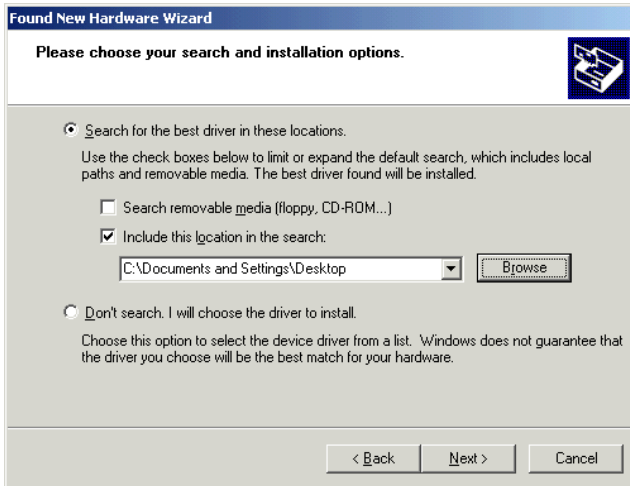 Found New Hardware Wizard
Please choose your search and installation options.
Search for the best driver in these locations.
Use the check boxes below to limit or expand the default search, which includes local
paths and removable media. The best driver found will be installed.
Search removable media (floppy, CD-ROM...)
Include this location in the search:
C:\Documents and Settings\Desktop
Browse
Don't search. I will choose the driver to install.
Choose this option to select the device driver from a list. Windows does not guarantee that
the driver you choose will be the best match for your hardware.
< Back
Next >
Cancel